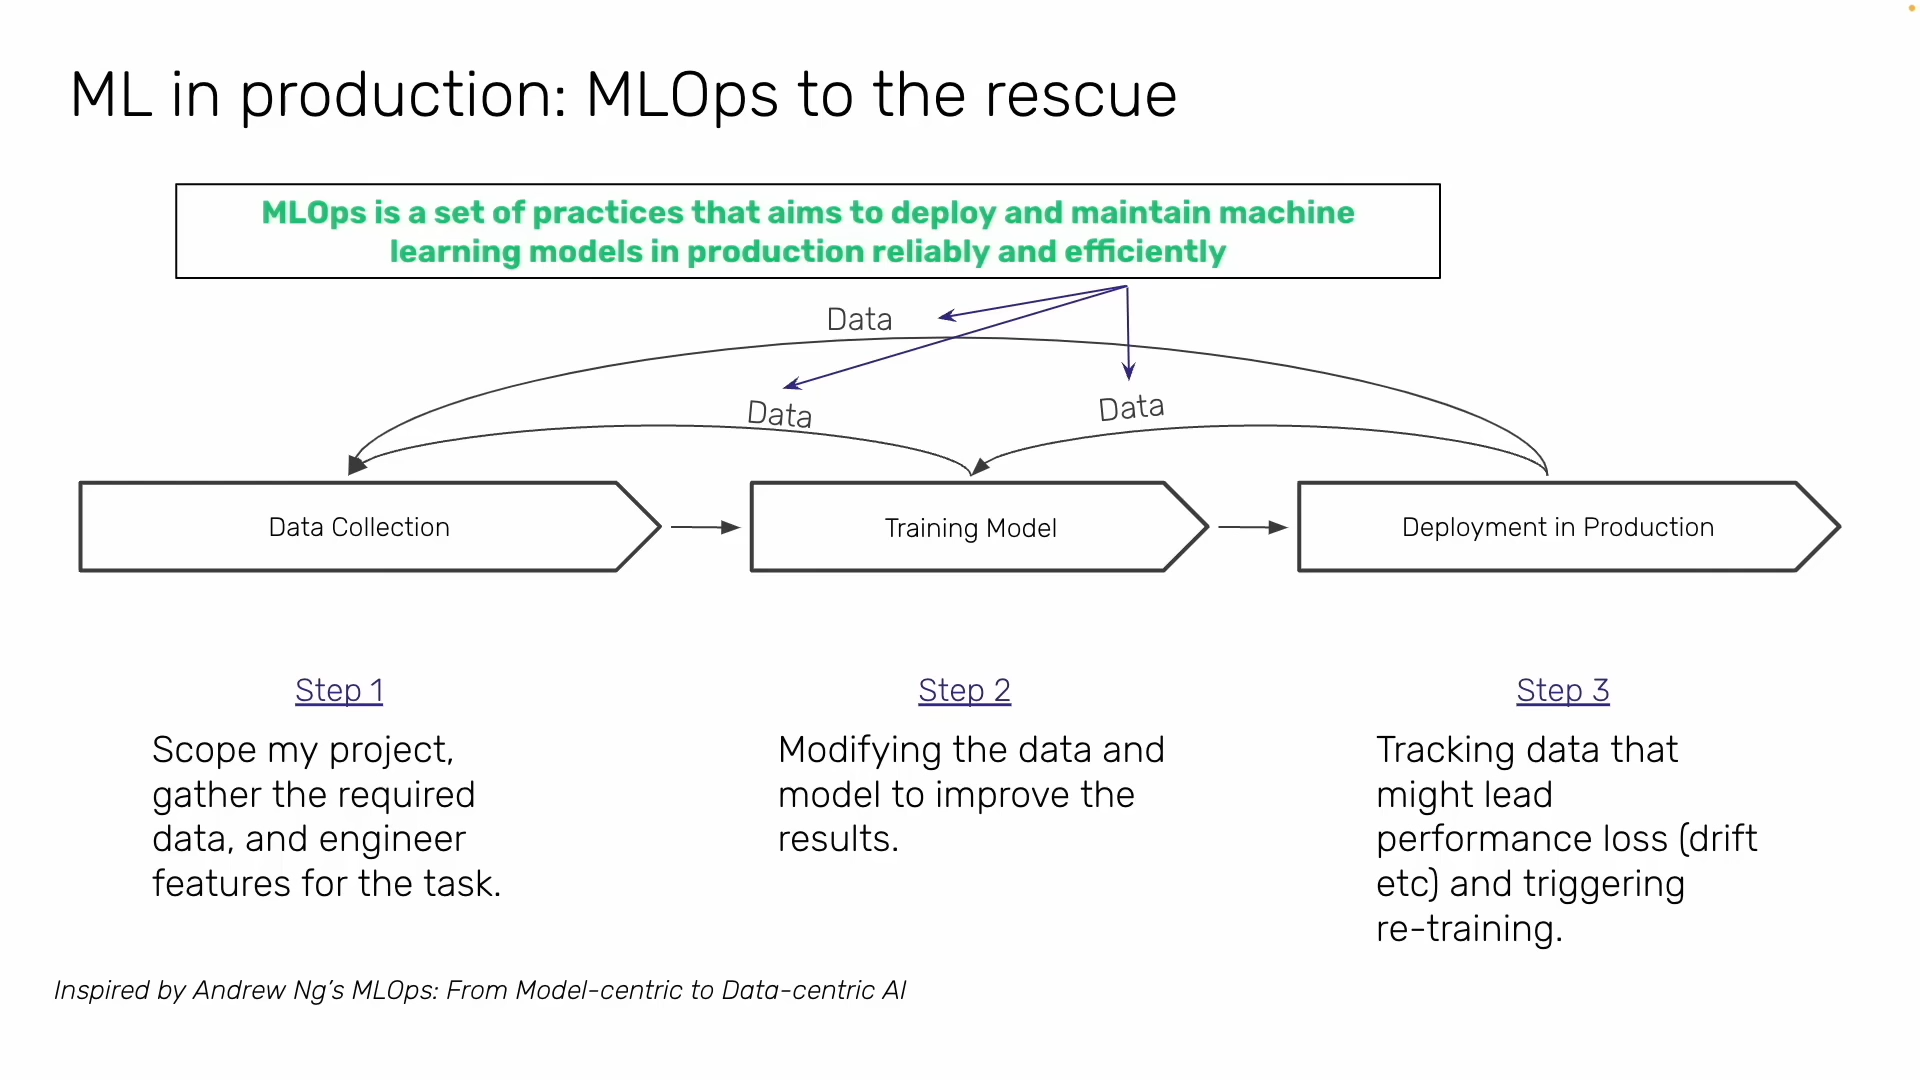 ML in production: MLOps to the rescue
MLOps is a set of practices that aims to deploy and maintain machine
learning models in production reliably and efficiently
Data
Data
Data
Data Collection
Training Model
Deployment in Production
Step 1
Scope my project,
gather the required
data, and engineer
features for the task.
Step 2
Modifying the data and
model to improve the
results.
Step 3
Tracking data that
might lead
performance loss (drift
etc) and triggering
re-training.
Inspired by Andrew Ng’s MLOps: From Model-centric to Data-centric AI